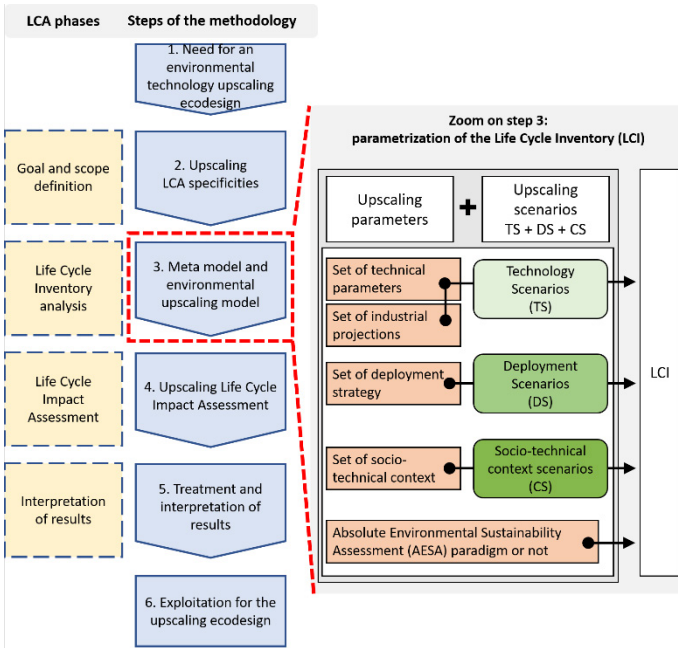 LCA phases
Steps of the methodology
1. Need for an
environmental
technology upscaling
ecodesign
Goal and scope
definition
2. Upscaling
LCA specificities
Life Cycle
Inventory
analysis
3. Meta model and
environmental
upscaling model
Life Cycle
Impact
Assessment
4. Upscaling Life Cycle
Impact Assessment
Interpretation
of results
5. Treatment and
interpretation of
results
6. Exploitation for the
upscaling ecodesign
Zoom on step 3:
parametrization of the Life Cycle Inventory (LCI)
Upscaling
parameters
+
Upscaling
scenarios
TS + DS + CS
Set of technical
parameters
Set of industrial
projections
Technology
Scenarios
(TS)
Set of deployment
strategy
Deployment
Scenarios
(DS)
Set of socio-
technical context
Socio-technical
context scenarios
(CS)
Absolute Environmental Sustainability
Assessment (AESA) paradigm or not
LCI